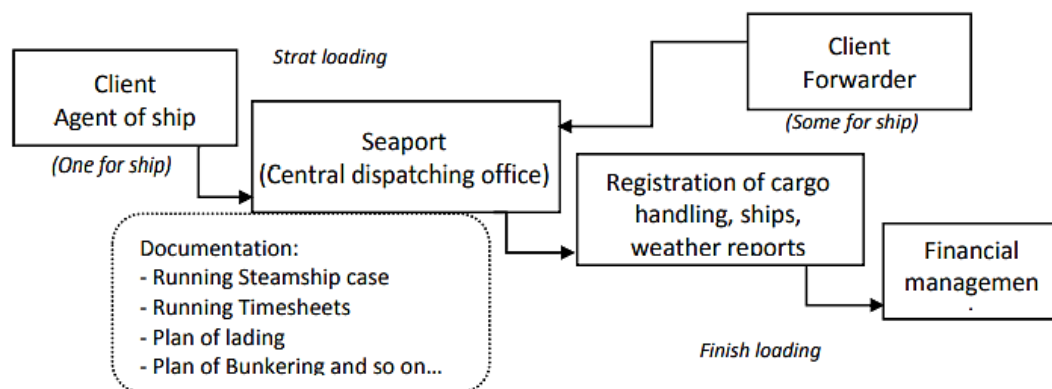 Strat loading
Client
Agent of ship
(One for ship)
Client
Forwarder
(Some for ship)
Seaport
(Central dispatching office)
Registration of cargo
handling, ships,
weather reports
Documentation:
- Running Steamship case
- Running Timesheets
- Plan of lading
- Plan of Bunkering and so on...
Financial
managemen
Finish loading